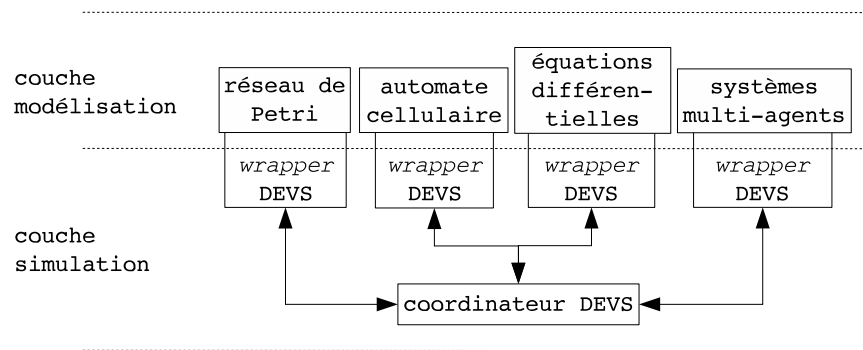 couche
modélisation
réseau de
Petri
automate
cellulaire
équations
différen-
tielles
systèmes
multi-agents
wrapper
DEVS
wrapper
DEVS
wrapper
DEVS
wrapper
DEVS
couche
simulation
coordinateur DEVS